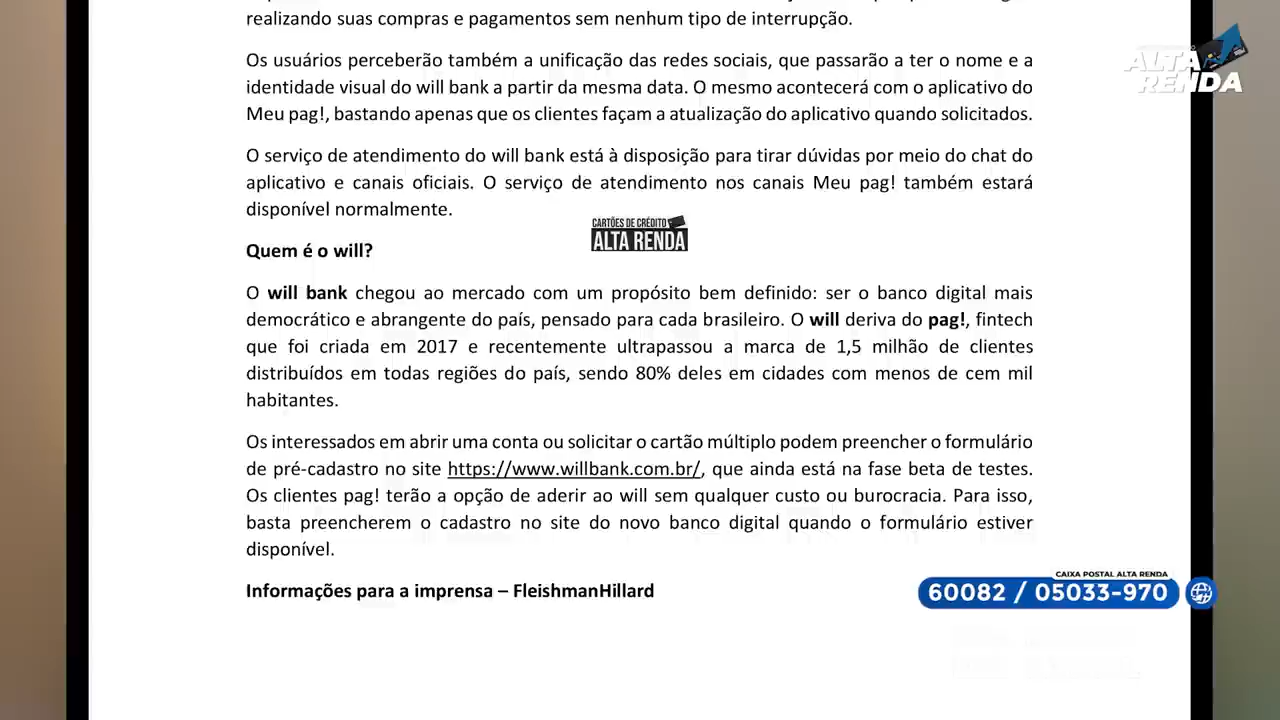 realizando suas compras e pagamentos sem nenhum tipo de interrupção.
Os usuários perceberão também a unificação das redes sociais, que passarão a ter o nome e a
identidade visual do will bank a partir da mesma data. O mesmo acontecerá com o aplicativo do
Meu pag!, bastando apenas que os clientes façam a atualização do aplicativo quando solicitados.
O serviço de atendimento do will bank está à disposição para tirar dúvidas por meio do chat do
aplicativo e canais oficiais. O serviço de atendimento nos canais Meu pag! também estará
disponível normalmente.
Quem é o will?
O will bank chegou ao mercado com um propósito bem definido: ser o banco digital mais
democrático e abrangente do país, pensado para cada brasileiro. O will deriva do pag!, fintech
que foi criada em 2017 e recentemente ultrapassou a marca de 1,5 milhão de clientes
distribuídos em todas regiões do país, sendo 80% deles em cidades com menos de cem mil
habitantes.
Os interessados em abrir uma conta ou solicitar o cartão múltiplo podem preencher o formulário
de pré-cadastro no site https://www.willbank.com.br/, que ainda está na fase beta de testes.
Os clientes pag! terão a opção de aderir ao will sem qualquer custo ou burocracia. Para isso,
basta preencherem o cadastro no site do novo banco digital quando o formulário estiver
disponível.
Informações para a imprensa – FleishmanHillard
ALTA
RENDA
CARTÕES DE CRÉDITO
ALTA RENDA
CAIXA POSTAL ALTA RENDA
60082 / 05033-970